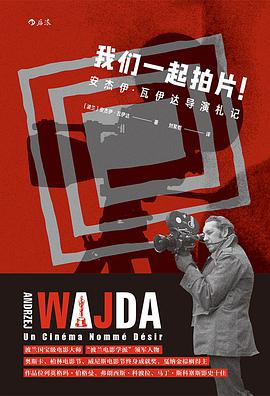 后浪
我们一起拍片！
安杰伊·瓦伊达导演札记
[波兰] 安杰伊·瓦伊达 著 译
ANDRZEJ
WAJDA
Un Cinéma Nommé Désir
波兰国宝级电影大师 “波兰电影学派”领军人物
奥斯卡、柏林电影节、威尼斯电影节终身成就奖，戛纳金棕榈得主
作品位列英格玛·伯格曼、弗朗西斯·科波拉、马丁·斯科塞斯影史十佳